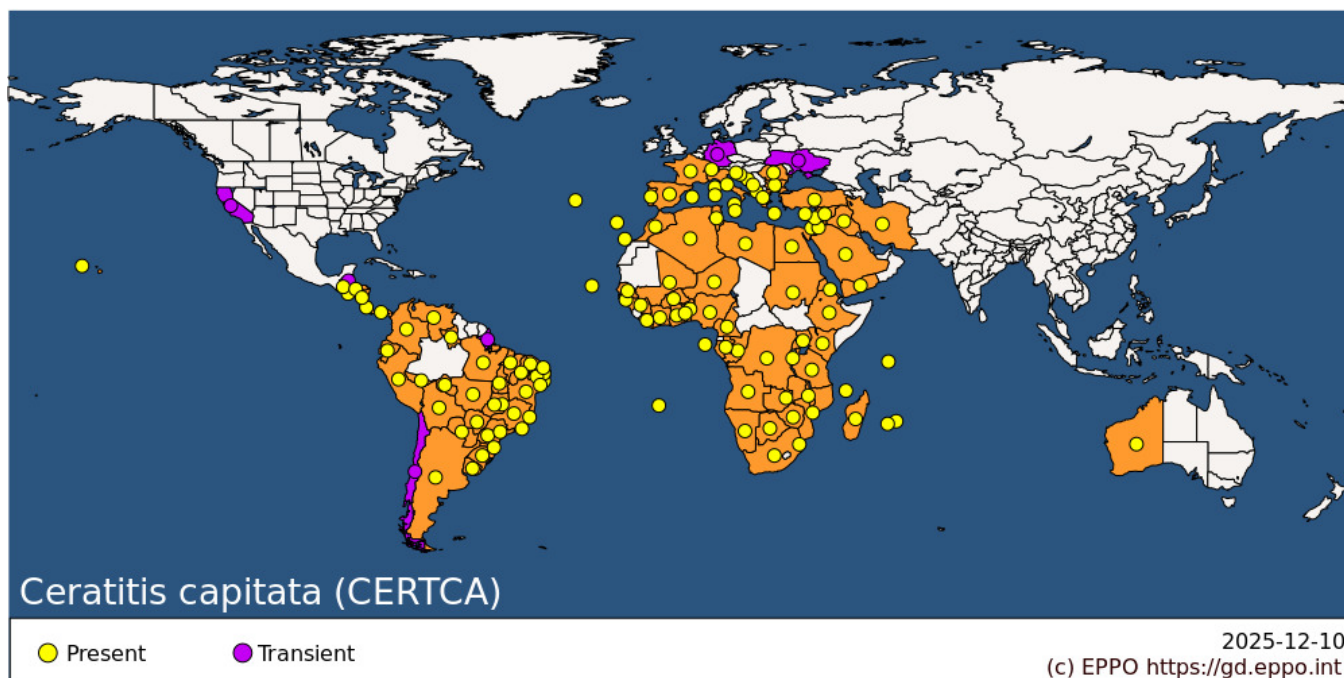 Ceratitis capitata (CERTCA)
Present
Transient
2025-12-10
(c) EPPO https://gd.eppo.int